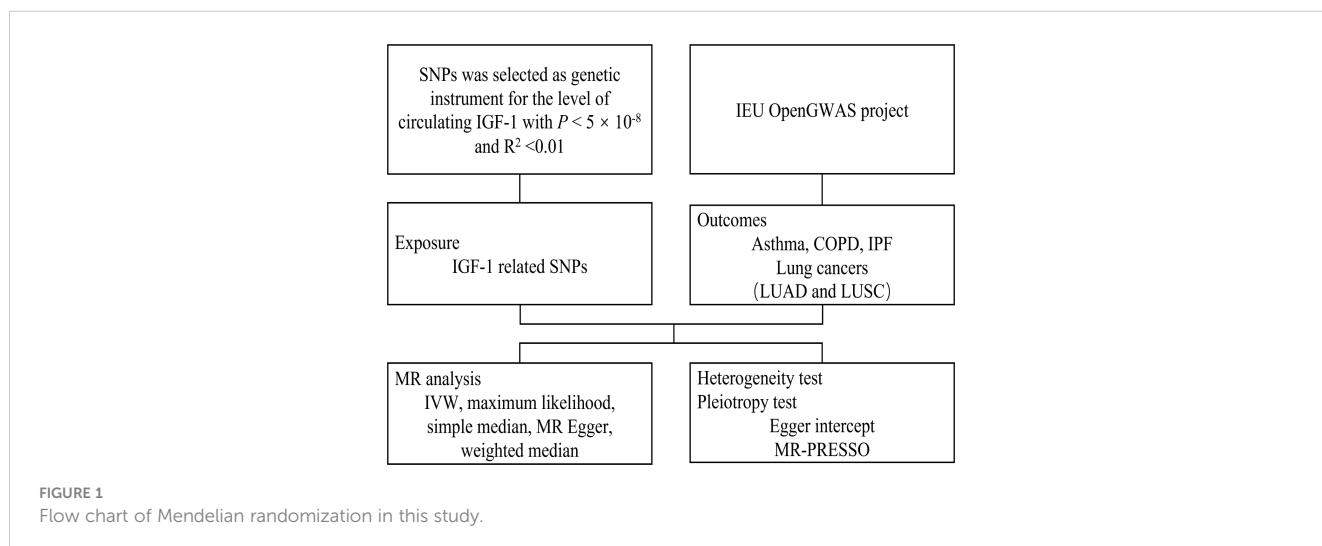 SNPs was selected as genetic
instrument for the level of
circulating IGF-1 with P < 5 × 10-8
and R2 <0.01
IEU OpenGWAS project
Exposure
IGF-1 related SNPs
Outcomes
Asthma, COPD, IPF
Lung cancers
(LUAD and LUSC)
MR analysis
IVW, maximum likelihood,
simple median, MR Egger,
weighted median
Heterogeneity test
Pleiotropy test
Egger intercept
MR-PRESSO
FIGURE 1
Flow chart of Mendelian randomization in this study.